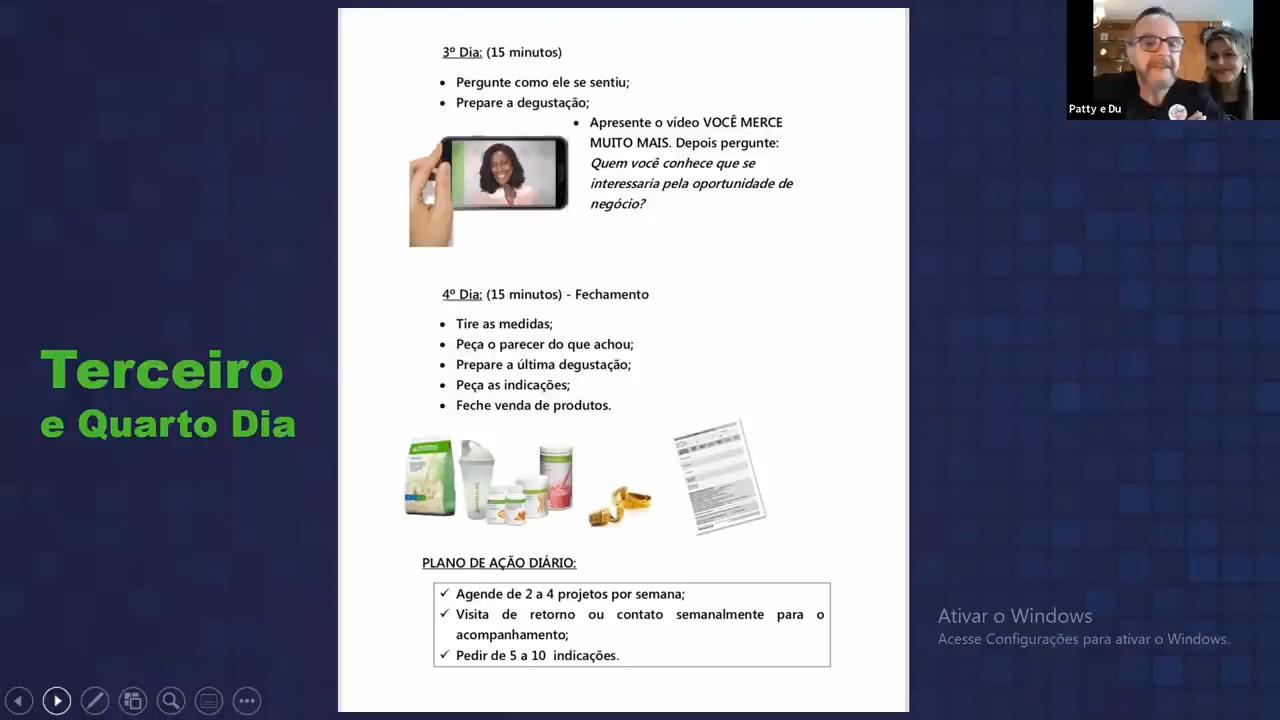 3º Dia: (15 minutos)
Pergunte como ele se sentiu;
Prepare a degustação;
Apresente o vídeo VOCÊ MERCE
MUITO MAIS. Depois pergunte:
Quem você conhece que se
interessaria pela oportunidade de
negócio?
4º Dia: (15 minutos) - Fechamento
Tire as medidas;
Peça o parecer do que achou;
Prepare a última degustação;
Peça as indicações;
Feche venda de produtos.
PLANO DE AÇÃO DIÁRIO:
Agende de 2 a 4 projetos por semana;
Visita de retorno ou contato semanalmente para o
acompanhamento;
Pedir de 5 a 10 indicações.
Terceiro
e Quarto Dia
Patty e Du
Ativar o Windows
Acesse Configurações para ativar o Windows.